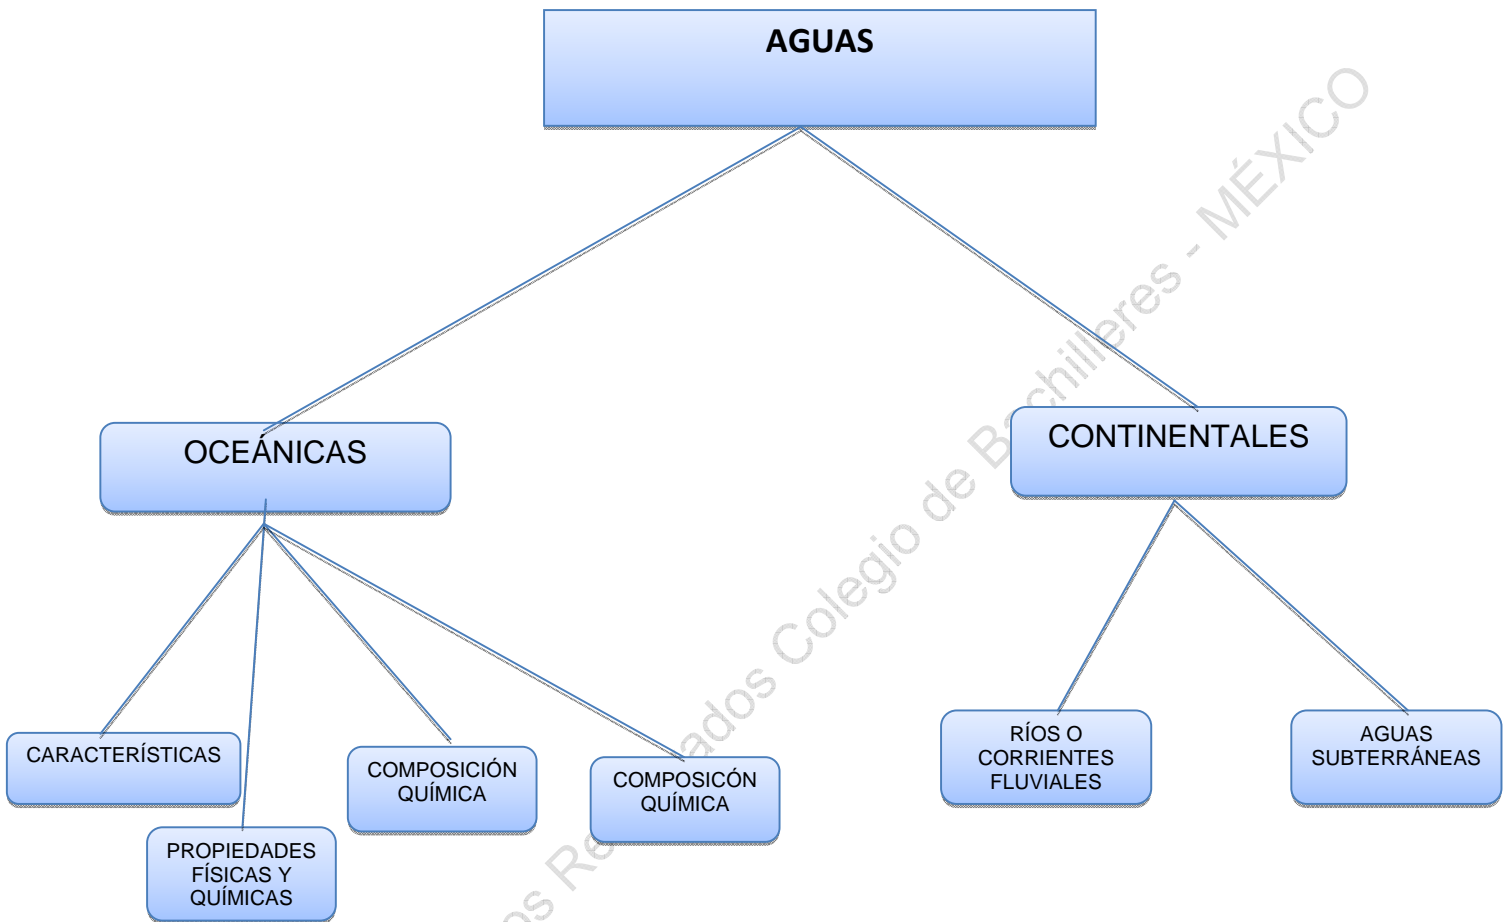 AGUAS
OCEÁNICAS
CONTINENTALES
CARACTERÍSTICAS
PROPIEDADES
FÍSICAS Y
QUÍMICAS
COMPOSICIÓN
QUÍMICA
COMPOSICÓN
QUÍMICA
RÍOS O
CORRIENTES
FLUVIALES
AGUAS
SUBTERRÁNEAS
Colegio de Bachilleres - MÉXICO